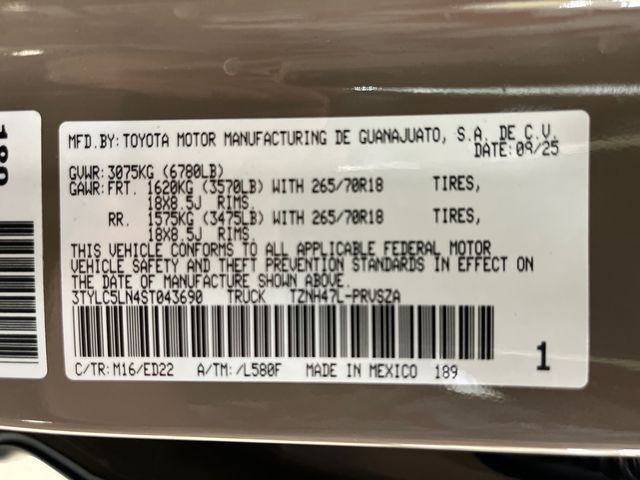 MFD.BY: TOYOTA MOTOR MANUFACTURING DE GUANAJUATO, S.A. DE C.V.
DATE: 09/25
GVWR: 3075KG (6780LB)
GAWR: FRT. 1620KG (3570LB) WITH 265/70R18 TIRES,
18X8.5J RIMS.
RR. 1575KG (3475LB) WITH 265/70R18 TIRES,
18X8.5J RIMS.
THIS VEHICLE CONFORMS TO ALL APPLICABLE FEDERAL MOTOR
VEHICLE SAFETY AND THEFT PREVENTION STANDARDS IN EFFECT ON
THE DATE OF MANUFACTURE SHOWN ABOVE.
3TYLC5LN4ST043690 TRUCK TZNH47L-PRVSZA
C/TR: M16/ED22 A/TM: /L580F MADE IN MEXICO 189 1
189